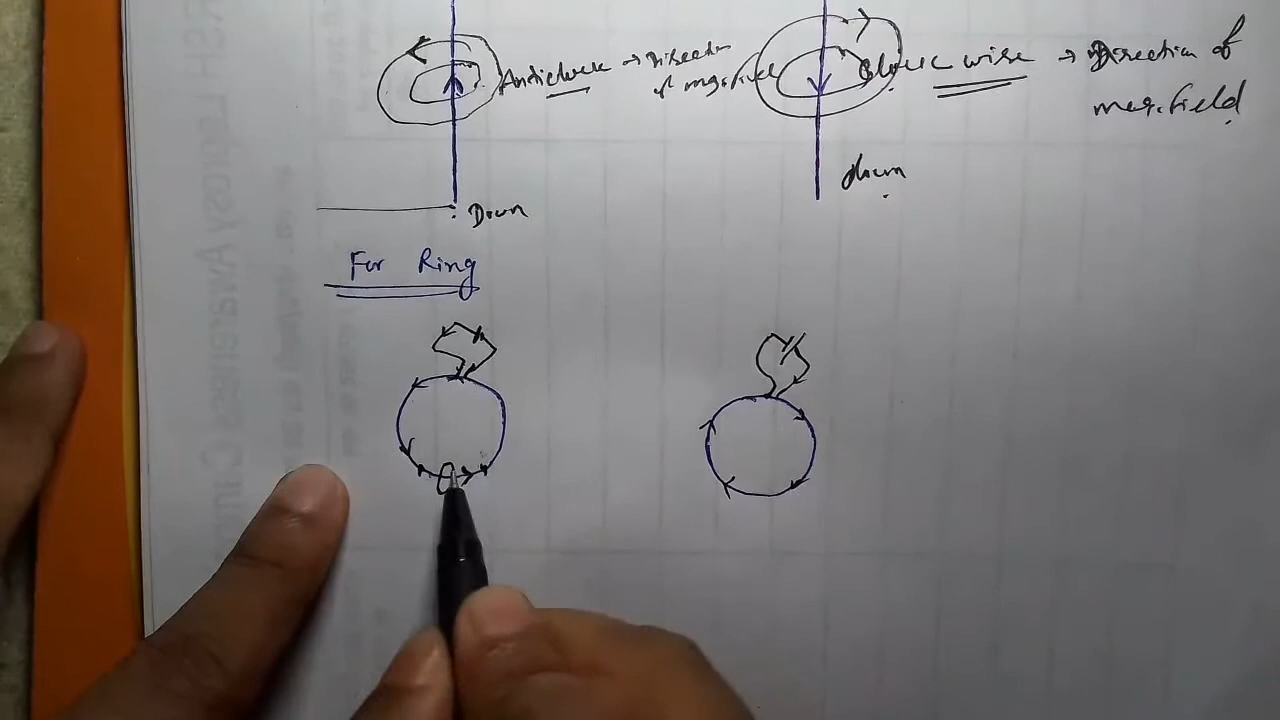 Anticlock → Direction
of mag. field
Clock wise → Direction of
mag. field
down
Down
For Ring